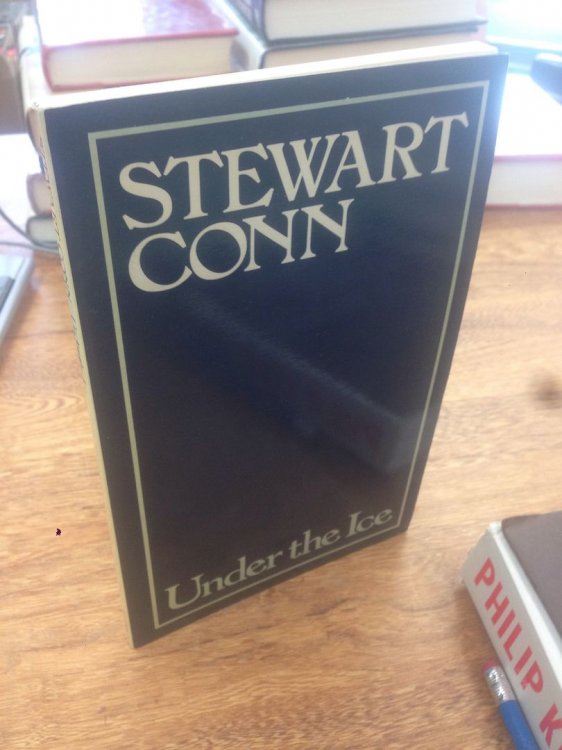 STEWART
CONN
Under the Ice
PHILIP K